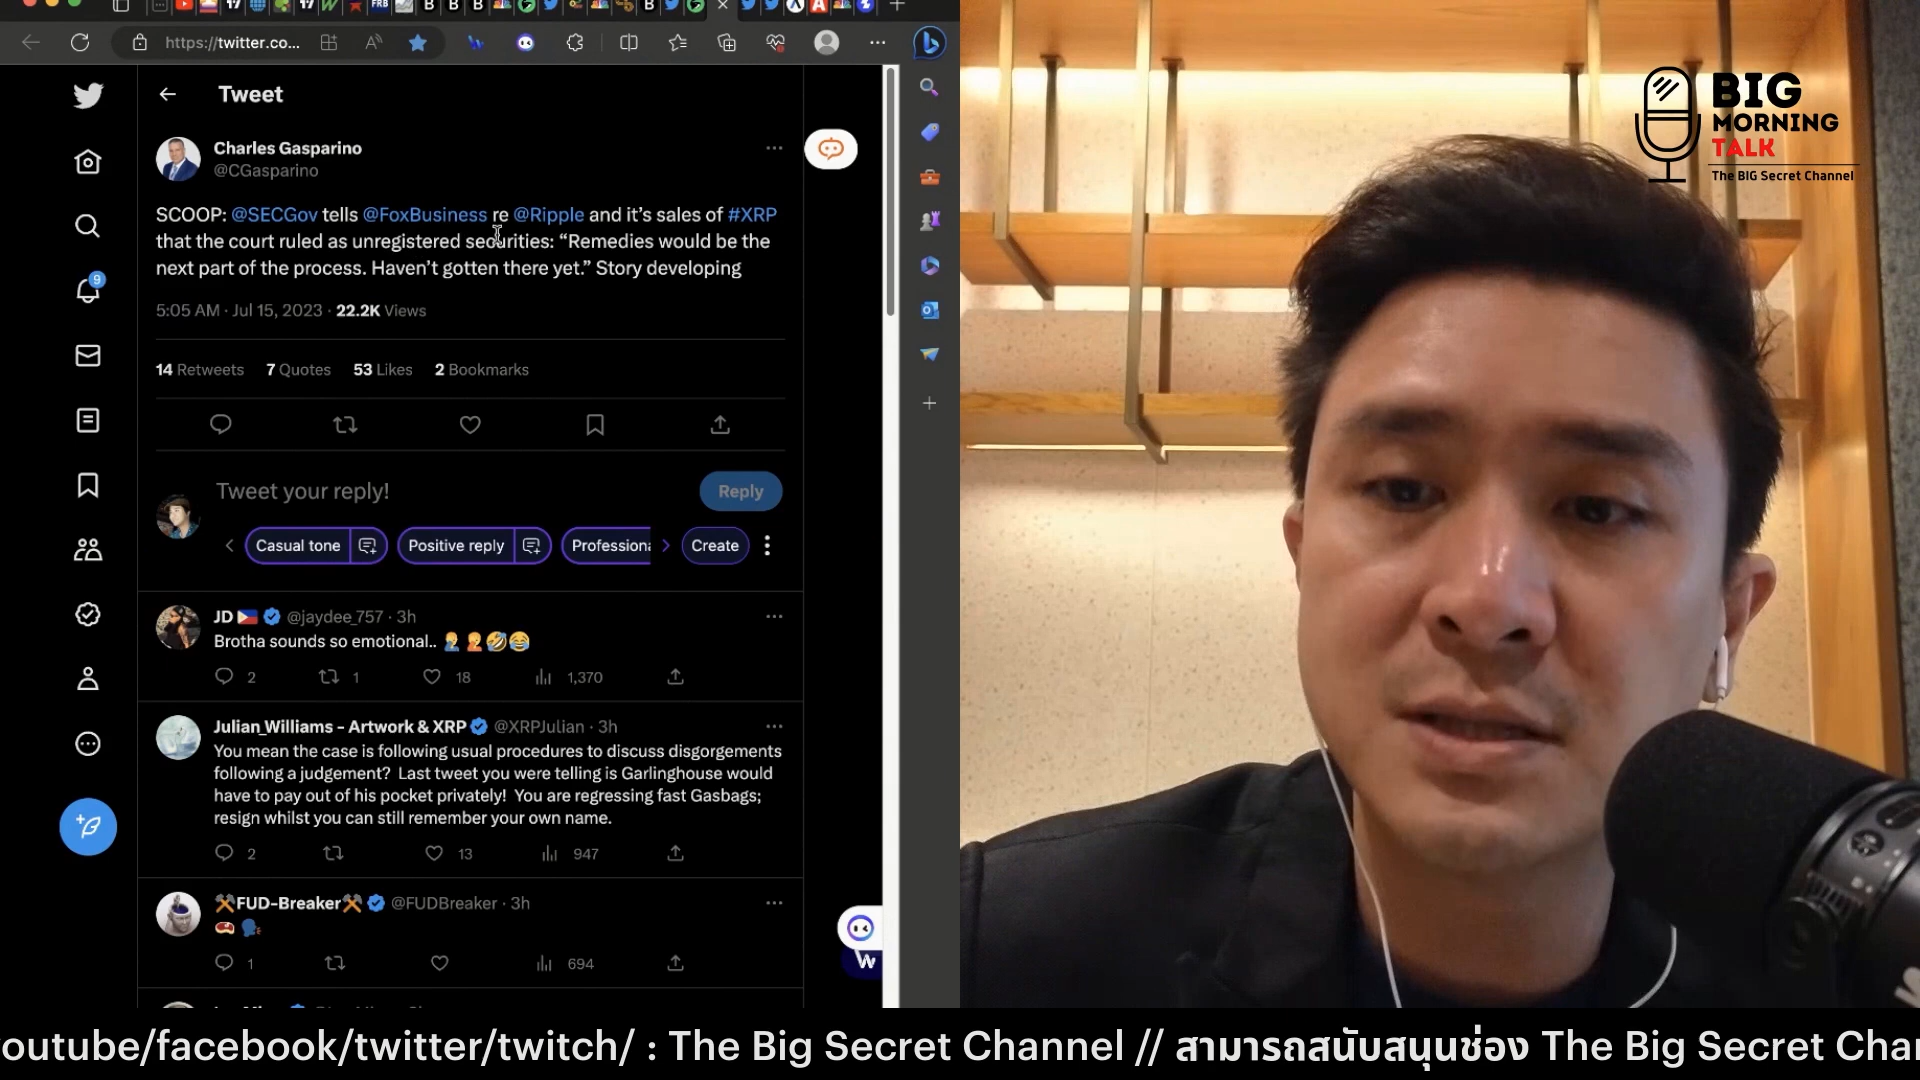 https://twitter.co...
Tweet
Charles Gasparino
@CGasparino
SCOOP: @SECGov tells @FoxBusiness re @Ripple and it's sales of #XRP
that the court ruled as unregistered securities: “Remedies would be the
next part of the process. Haven't gotten there yet.” Story developing
5:05 AM · Jul 15, 2023 · 22.2K Views
14 Retweets 7 Quotes 53 Likes 2 Bookmarks
Tweet your reply!
Reply
Casual tone
Positive reply
Professiona
Create
JD @jaydee_757 · 3h
Brotha sounds so emotional..
2 1 18 1,370
Julian_Williams - Artwork & XRP @XRPJulian · 3h
You mean the case is following usual procedures to discuss disgorgements
following a judgement? Last tweet you were telling is Garlinghouse would
have to pay out of his pocket privately! You are regressing fast Gasbags;
resign whilst you can still remember your own name.
2 13 947
FUD-Breaker @FUDBreaker · 3h
1 694
9
BIG
MORNING
TALK
The BIG Secret Channel
outube/facebook/twitter/twitch/ : The Big Secret Channel // สามารถสนับสนุนช่อง The Big Secret Cha